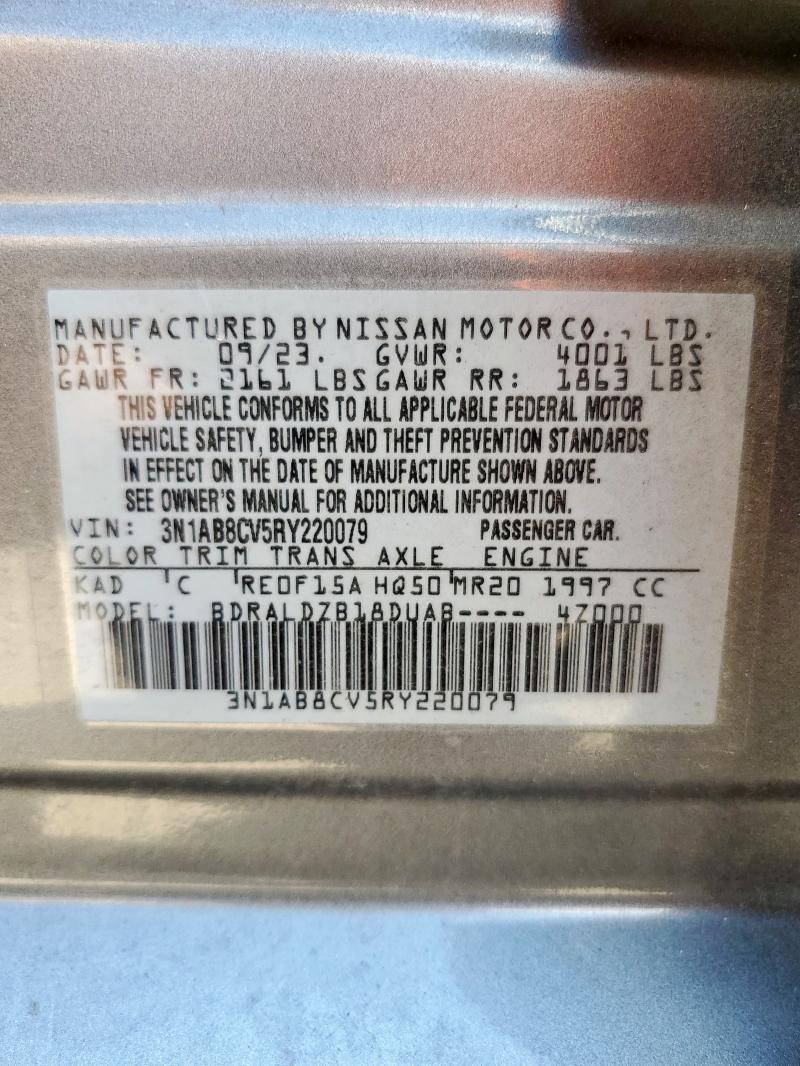 MANUFACTURED BY NISSAN MOTOR CO., LTD.
DATE: 09/23. GVWR: 4001 LBS
GAWR FR: 2161 LBS GAWR RR: 1863 LBS
THIS VEHICLE CONFORMS TO ALL APPLICABLE FEDERAL MOTOR
VEHICLE SAFETY, BUMPER AND THEFT PREVENTION STANDARDS
IN EFFECT ON THE DATE OF MANUFACTURE SHOWN ABOVE.
SEE OWNER'S MANUAL FOR ADDITIONAL INFORMATION.
VIN: 3N1AB8CV5RY220079 PASSENGER CAR.
COLOR TRIM TRANS AXLE ENGINE
KAD C RE0F15A HQ50 MR20 1997 CC
MODEL: BDRALDZB18DUAB---- 4Z000
3N1AB8CV5RY220079